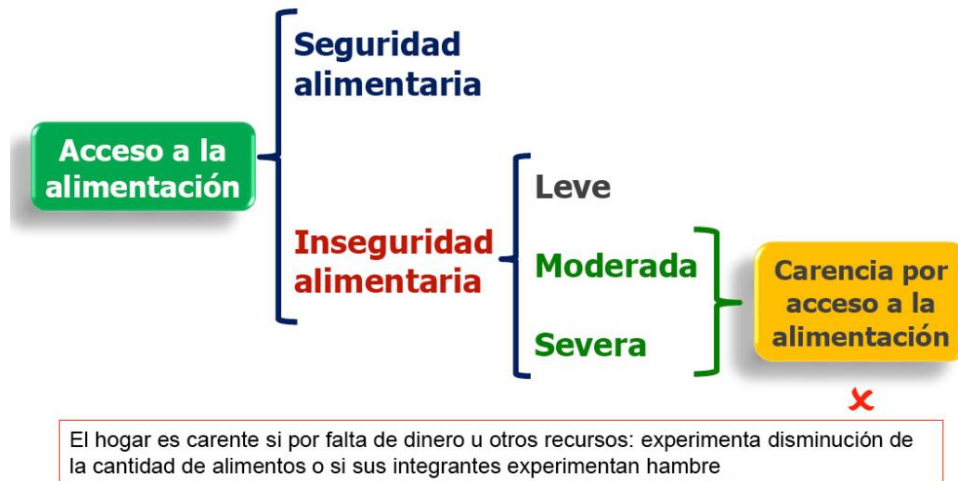 Seguridad
alimentaria
Acceso a la
alimentación
Inseguridad
alimentaria
Leve
Moderada
Severa
Carencia por
acceso a la
alimentación
El hogar es carente si por falta de dinero u otros recursos: experimenta disminución de
la cantidad de alimentos o si sus integrantes experimentan hambre